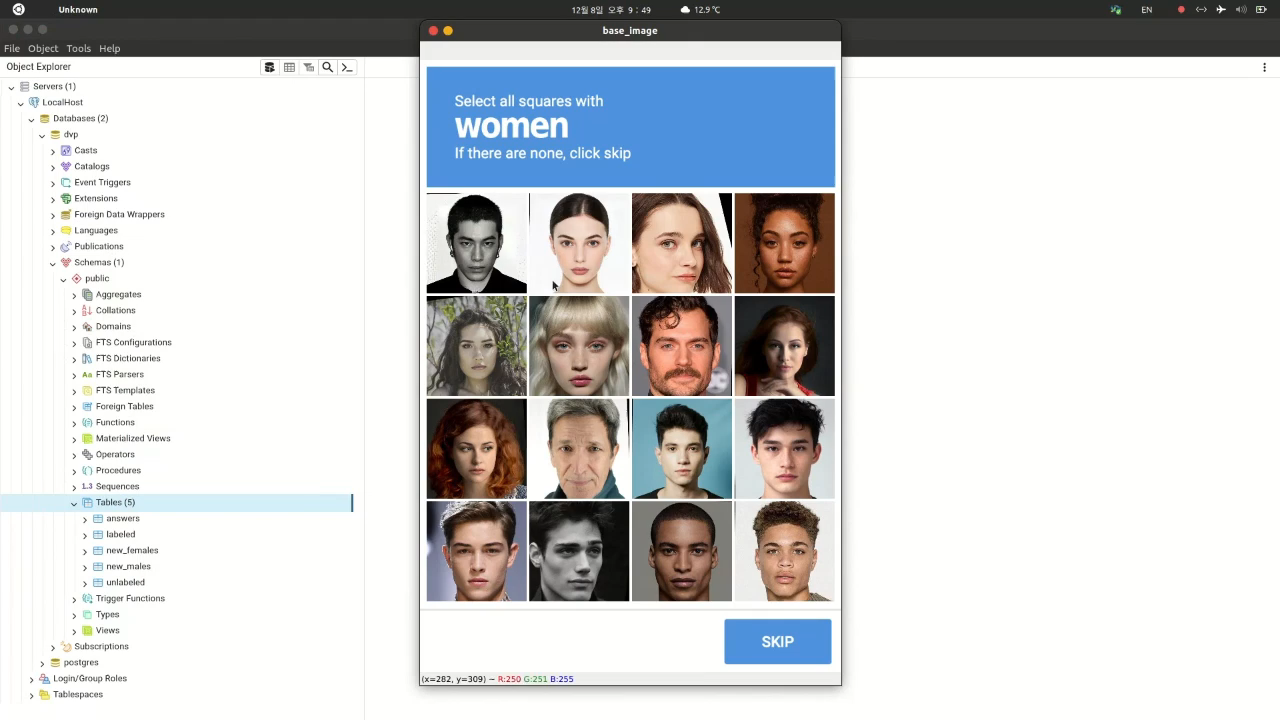 Unknown
12월 8일 오후 9 : 49
12.9℃
EN
base_image
File Object Tools Help
Object Explorer
Servers (1)
LocalHost
Databases (2)
dvp
Casts
Catalogs
Event Triggers
Extensions
Foreign Data Wrappers
Languages
Publications
Schemas (1)
public
Aggregates
Collations
Domains
FTS Configurations
FTS Dictionaries
Aa FTS Parsers
FTS Templates
Foreign Tables
Functions
Materialized Views
Operators
Procedures
1..3 Sequences
Tables (5)
answers
labeled
new_females
new_males
unlabeled
Trigger Functions
Types
Views
Subscriptions
postgres
Login/Group Roles
Tablespaces
Select all squares with
women
If there are none, click skip
SKIP
(x=282, y=309) ~ R:250 G:251 B:255